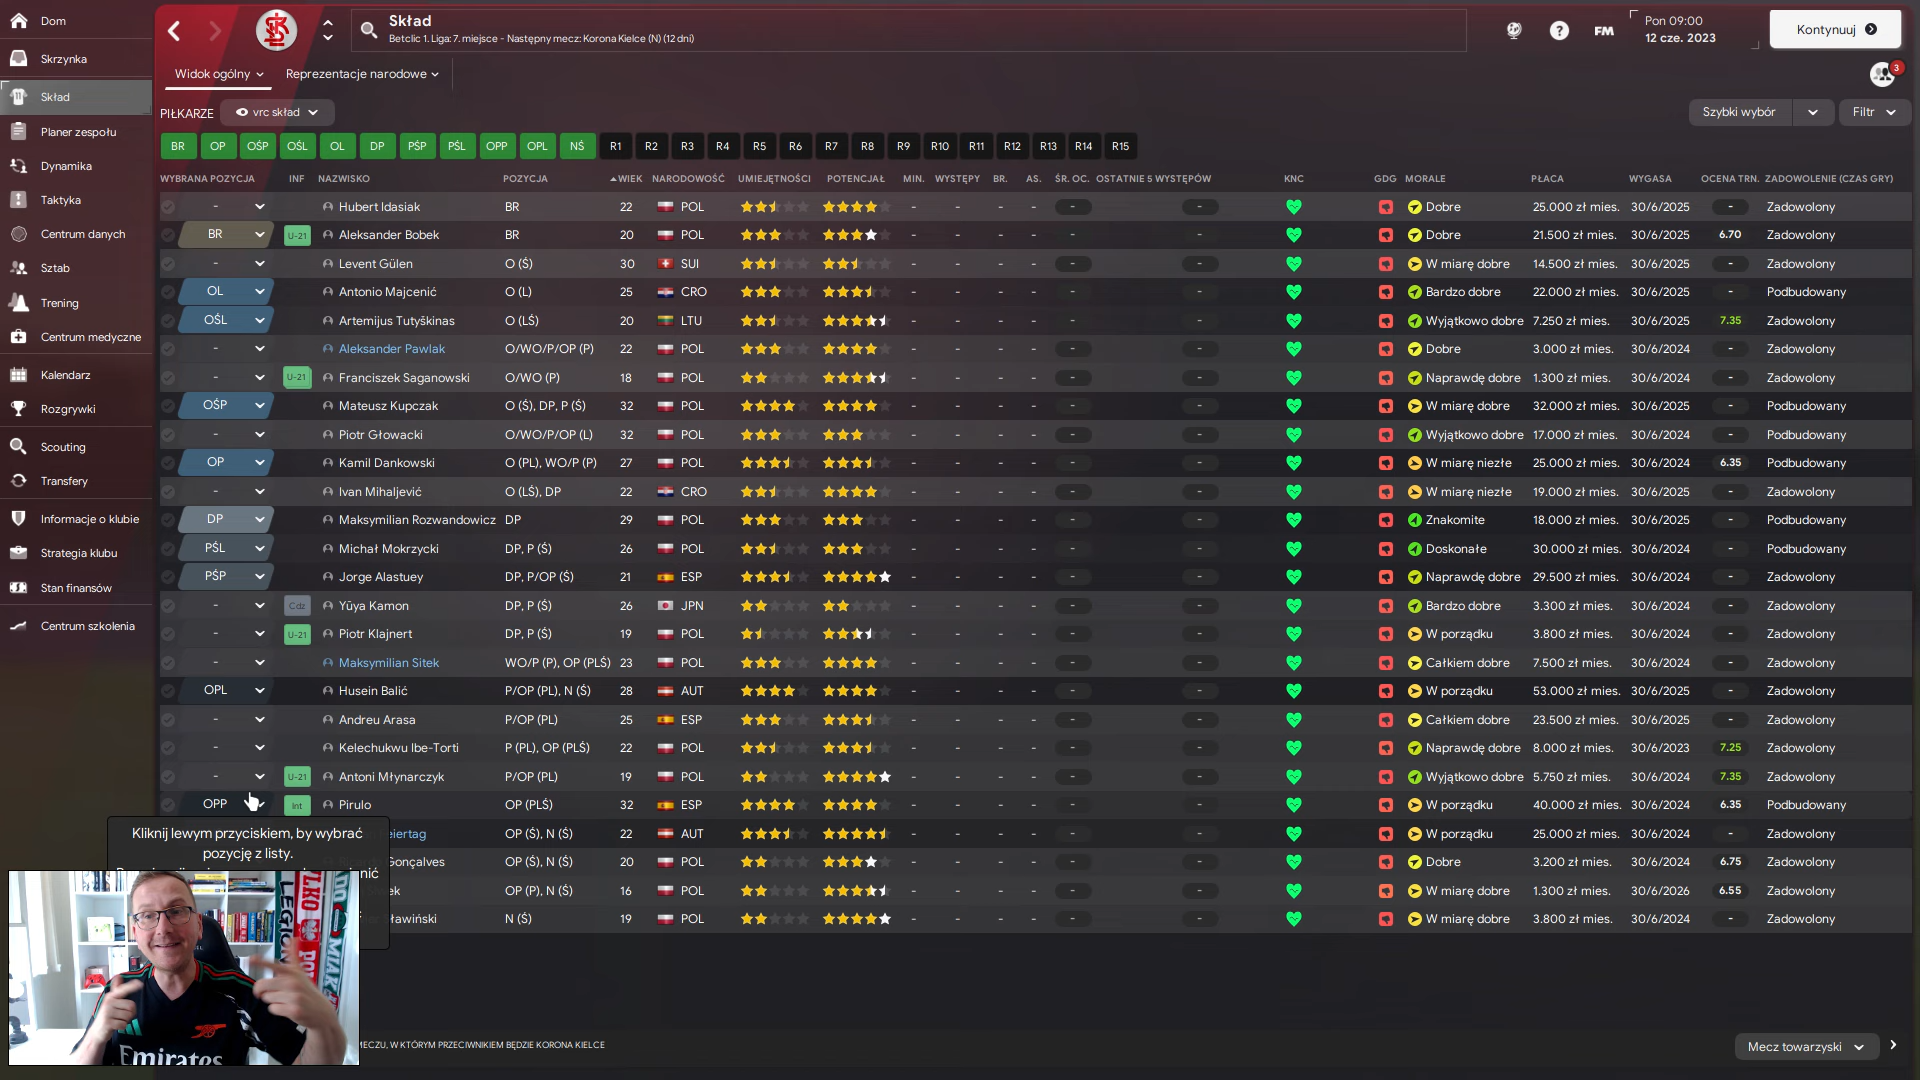 Dom
Skrzynka
Skład
Planer zespołu
Dynamika
Taktyka
Centrum danych
Sztab
Trening
Centrum medyczne
Kalendarz
Rozgrywki
Scouting
Transfery
Informacje o klubie
Strategia klubu
Stan finansów
Centrum szkolenia
Skład
Betclic 1. Liga: 7. miejsce - Następny mecz: Korona Kielce (N) (12 dni)
FM
Pon 09:00
12 cze. 2023
Kontynuuj
Widok ogólny
Reprezentacje narodowe
3
PIŁKARZE vrc skład
Szybki wybór Filtr
BR OP OŚP OŚL OL DP PŚP PŚL OPP OPL NŚ R1 R2 R3 R4 R5 R6 R7 R8 R9 R10 R11 R12 R13 R14 R15
WYBRANA POZYCJA INF NAZWISKO POZYCJA WIEK NARODOWOŚĆ UMIEJĘTNOŚCI POTENCJAŁ MIN. WYSTĘPY BR. AS. ŚR. OC. OSTATNIE 5 WYSTĘPÓW KNC GDG MORALE PŁACA WYGASA OCENA TRN. ZADOWOLENIE (CZAS GRY)
- Hubert Idasiak BR 22 POL - - - - - - Dobre 25.000 zł mies. 30/6/2025 - Zadowolony
BR U-21 Aleksander Bobek BR 20 POL - - - - - - Dobre 21.500 zł mies. 30/6/2025 6.70 Zadowolony
- Levent Gülen O (Ś) 30 SUI - - - - - - W miarę dobre 14.500 zł mies. 30/6/2025 - Zadowolony
OL Antonio Majcenić O (L) 25 CRO - - - - - - Bardzo dobre 22.000 zł mies. 30/6/2025 - Podbudowany
OŚL Artemijus Tutyškinas O (LŚ) 20 LTU - - - - - - Wyjątkowo dobre 7.250 zł mies. 30/6/2025 7.35 Zadowolony
- Aleksander Pawlak O/WO/P/OP (P) 22 POL - - - - - - Dobre 3.000 zł mies. 30/6/2024 - Zadowolony
- U-21 Franciszek Saganowski O/WO (P) 18 POL - - - - - - Naprawdę dobre 1.300 zł mies. 30/6/2024 - Zadowolony
OŚP Mateusz Kupczak O (Ś), DP, P (Ś) 32 POL - - - - - - W miarę dobre 32.000 zł mies. 30/6/2025 - Podbudowany
- Piotr Głowacki O/WO/P/OP (L) 32 POL - - - - - - Wyjątkowo dobre 17.000 zł mies. 30/6/2024 - Podbudowany
OP Kamil Dankowski O (PL), WO/P (P) 27 POL - - - - - - W miarę niezłe 25.000 zł mies. 30/6/2024 6.35 Podbudowany
- Ivan Mihaljević O (LŚ), DP 22 CRO - - - - - - W miarę niezłe 19.000 zł mies. 30/6/2025 - Zadowolony
DP Maksymilian Rozwandowicz DP 29 POL - - - - - - Znakomite 18.000 zł mies. 30/6/2025 - Podbudowany
PŚL Michał Mokrzycki DP, P (Ś) 26 POL - - - - - - Doskonałe 30.000 zł mies. 30/6/2024 - Podbudowany
PŚP Jorge Alastuey DP, P/OP (Ś) 21 ESP - - - - - - Naprawdę dobre 29.500 zł mies. 30/6/2024 - Zadowolony
- Cdz Yūya Kamon DP, P (Ś) 26 JPN - - - - - - Bardzo dobre 3.300 zł mies. 30/6/2024 - Zadowolony
- U-21 Piotr Klajnert DP, P (Ś) 19 POL - - - - - - W porządku 3.800 zł mies. 30/6/2024 - Zadowolony
- Maksymilian Sitek WO/P (P), OP (PLŚ) 23 POL - - - - - - Całkiem dobre 7.500 zł mies. 30/6/2024 - Zadowolony
OPL Husein Balić P/OP (PL), N (Ś) 28 AUT - - - - - - W porządku 53.000 zł mies. 30/6/2025 - Zadowolony
- Andreu Arasa P/OP (PL) 25 ESP - - - - - - Całkiem dobre 23.500 zł mies. 30/6/2025 - Zadowolony
- Kelechukwu Ibe-Torti P (PL), OP (PLŚ) 22 POL - - - - - - Naprawdę dobre 8.000 zł mies. 30/6/2023 7.25 Zadowolony
- U-21 Antoni Młynarczyk P/OP (PL) 19 POL - - - - - - Wyjątkowo dobre 5.750 zł mies. 30/6/2024 7.35 Zadowolony
OPP Int Pirulo OP (PLŚ) 32 ESP - - - - - - W porządku 40.000 zł mies. 30/6/2024 6.35 Podbudowany
eiertag OP (Ś), N (Ś) 22 AUT - - - - - - W porządku 25.000 zł mies. 30/6/2024 - Zadowolony
Gonçalves OP (Ś), N (Ś) 20 POL - - - - - - Dobre 3.200 zł mies. 30/6/2024 6.75 Zadowolony
ek OP (P), N (Ś) 16 POL - - - - - - W miarę dobre 1.300 zł mies. 30/6/2026 6.55 Zadowolony
ławiński N (Ś) 19 POL - - - - - - W miarę dobre 3.800 zł mies. 30/6/2024 - Zadowolony
Kliknij lewym przyciskiem, by wybrać
pozycję z listy.
LEGION
Emirates
MECZU, W KTÓRYM PRZECIWNIKIEM BĘDZIE KORONA KIELCE
Mecz towarzyski